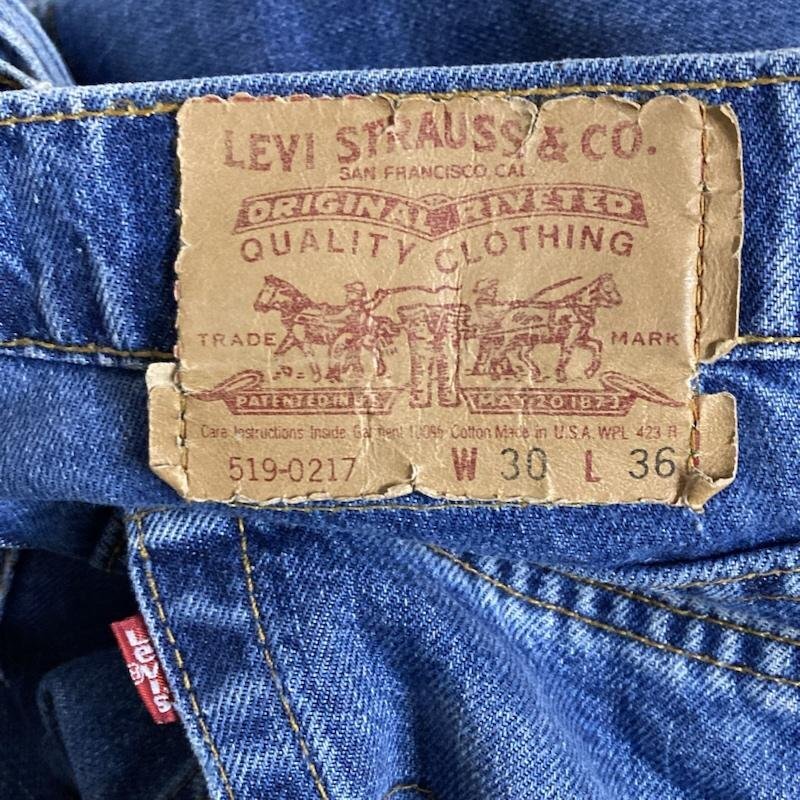 LEVI STRAUSS & CO.
SAN FRANCISCO CAL.
ORIGINAL RIVETED
QUALITY CLOTHING
TRADE MARK
PATENTED IN U.S. MAY 20 1873
Care Instructions Inside Garment 100% Cotton Made in U.S.A. WPL 423 R
519-0217 W 30 L 36
Levi's